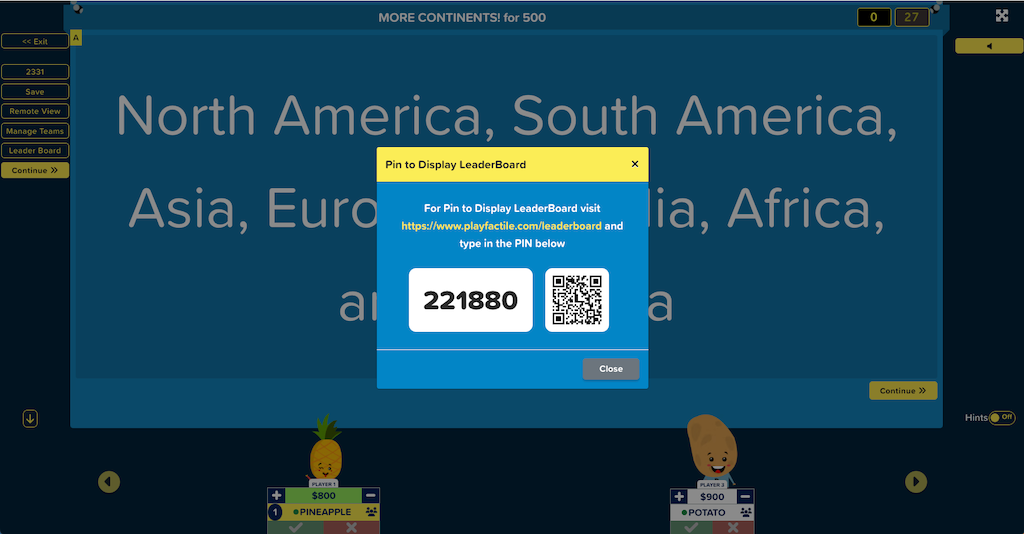 MORE CONTINENTS! for 500
0
27
<< Exit
A
2331
Save
Remote View
Manage Teams
Leader Board
Continue »
North America, South America,
Asia, Euro lia, Africa,
a a
Pin to Display LeaderBoard ×
For Pin to Display LeaderBoard visit
https://www.playfactile.com/leaderboard and
type in the PIN below
221880
Close
Continue »
Hints Off
PLAYER 1
+ $800 −
1 PINEAPPLE
PLAYER 3
+ $900 −
POTATO